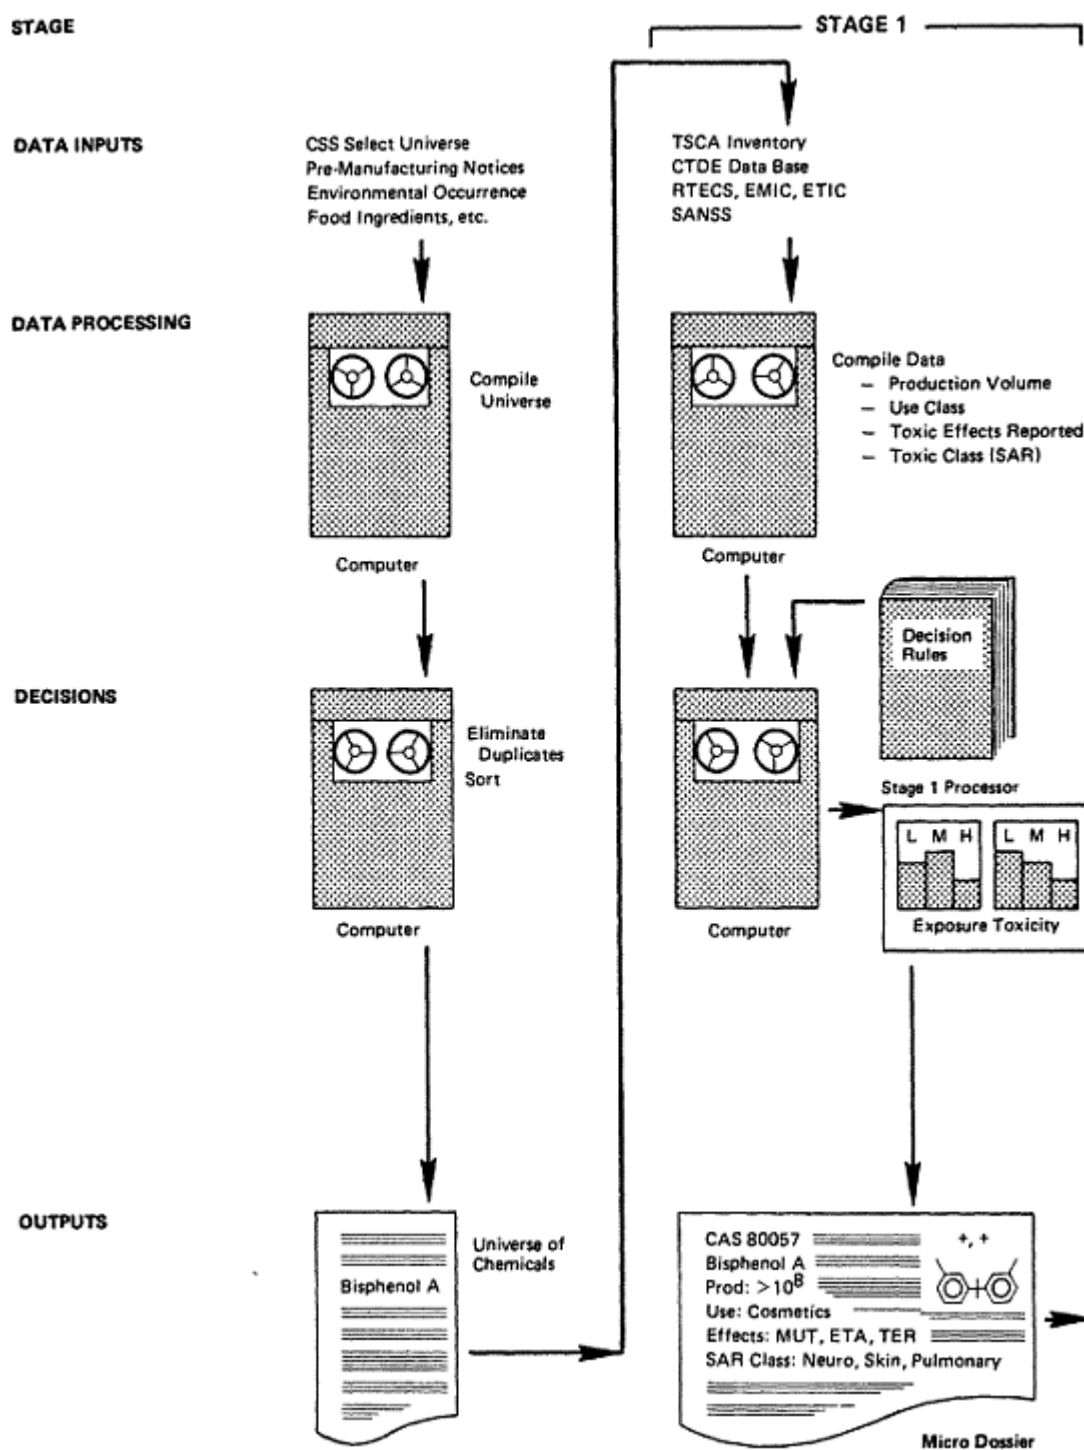 STAGE
STAGE 1
DATA INPUTS
CSS Select Universe
Pre-Manufacturing Notices
Environmental Occurrence
Food Ingredients, etc.
TSCA Inventory
CTDE Data Base
RTECS, EMIC, ETIC
SANSS
DATA PROCESSING
Compile
Universe
Computer
Compile Data
— Production Volume
— Use Class
— Toxic Effects Reported
— Toxic Class (SAR)
Computer
Decision
Rules
DECISIONS
Eliminate
Duplicates
Sort
Computer
Computer
Stage 1 Processor
L M H L M H
Exposure Toxicity
OUTPUTS
Bisphenol A
Universe of
Chemicals
CAS 80057
+, +
Bisphenol A
Prod: >10⁸
Use: Cosmetics
Effects: MUT, ETA, TER
SAR Class: Neuro, Skin, Pulmonary
Micro Dossier